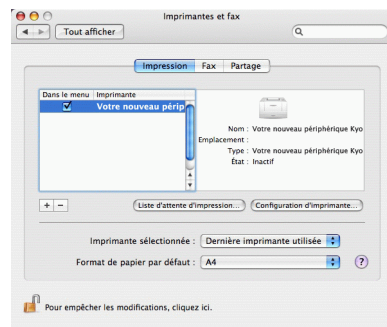 Imprimantes et fax
Tout afficher
Impression Fax Partage
Dans le menu Imprimante
Votre nouveau périp
Nom : Votre nouveau périphérique Kyo
Emplacement :
Type : Votre nouveau périphérique Kyo
État : Inactif
+ −
Liste d'attente d'impression... Configuration d'imprimante...
Imprimante sélectionnée : Dernière imprimante utilisée
Format de papier par défaut : A4 ?
Pour empêcher les modifications, cliquez ici.